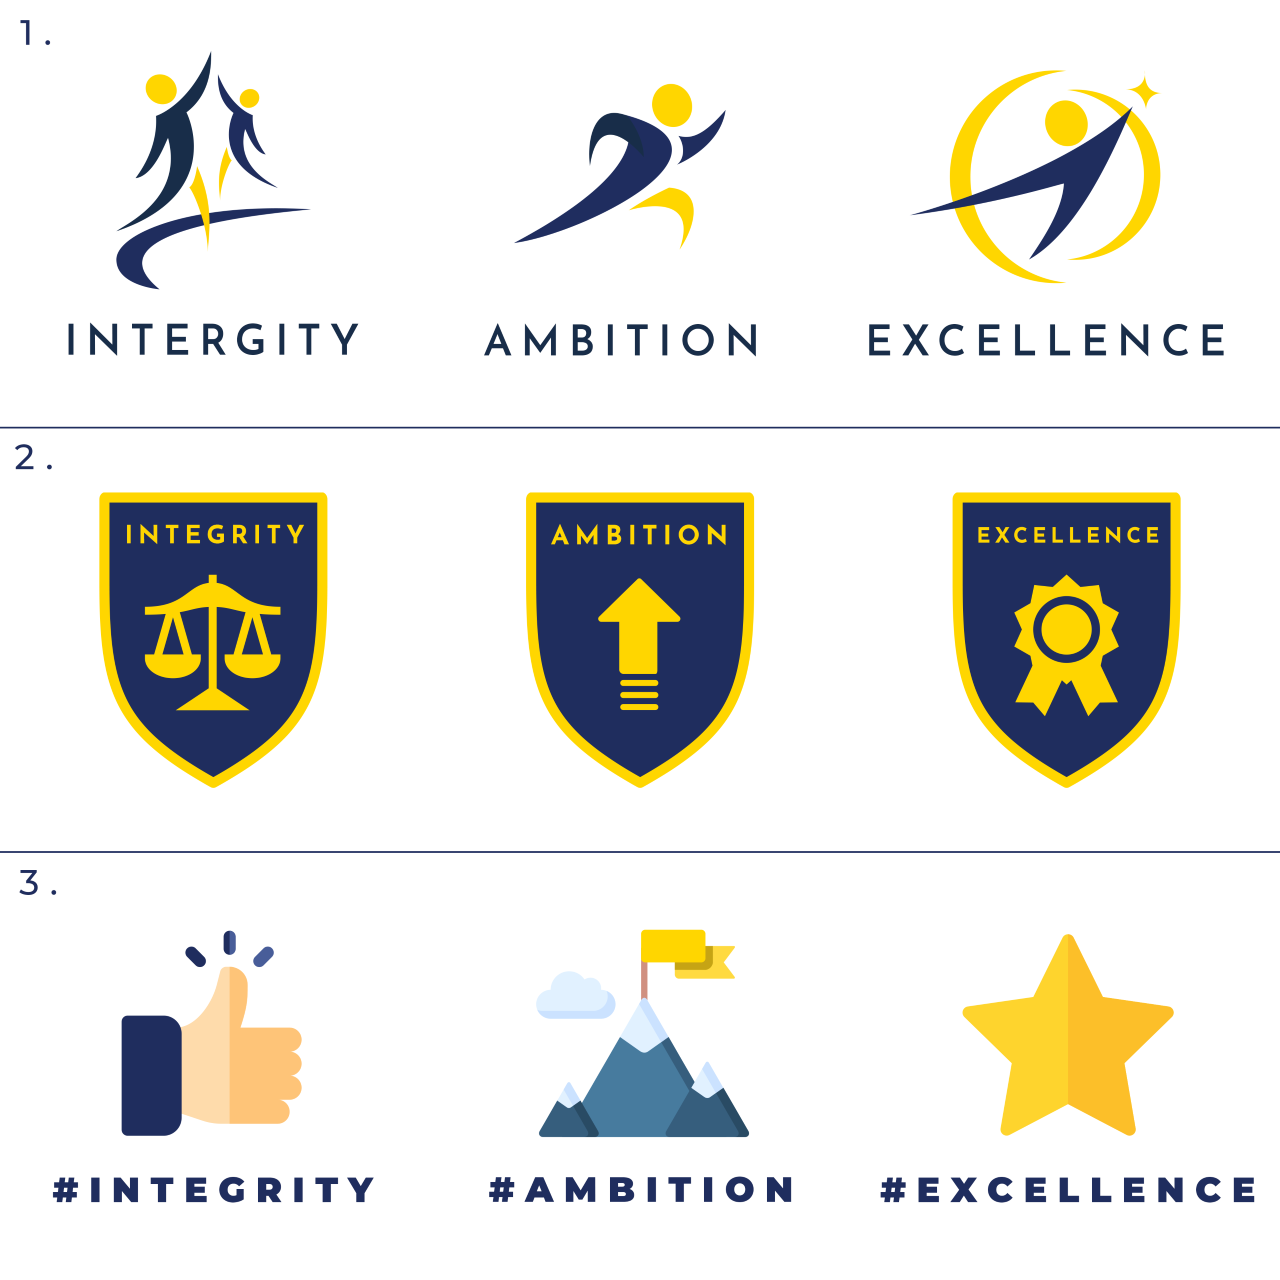 1.
INTERGITY
AMBITION
EXCELLENCE
2.
INTEGRITY
AMBITION
EXCELLENCE
3.
#INTEGRITY
#AMBITION
#EXCELLENCE